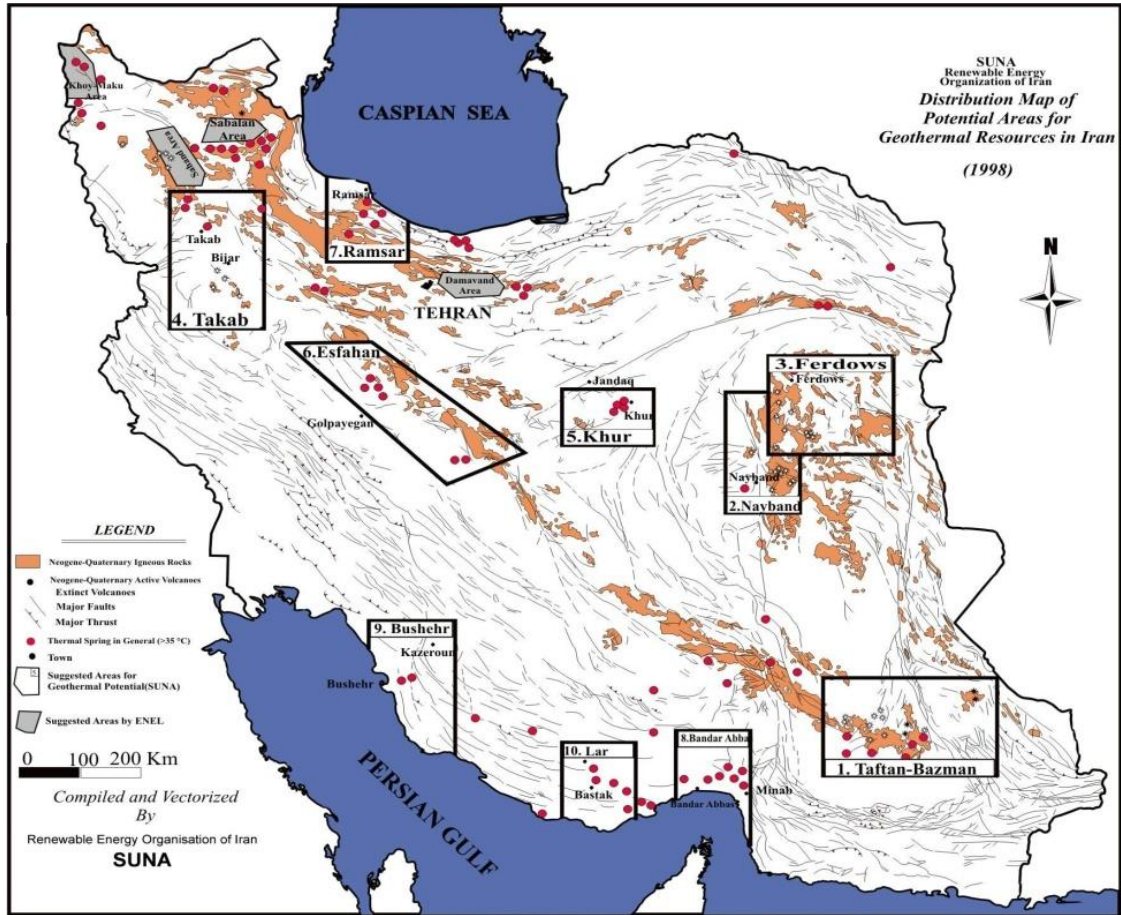 SUNA
Renewable Energy
Organization of Iran
Distribution Map of
Potential Areas for
Geothermal Resources in Iran
(1998)
N
CASPIAN SEA
Khoy-Maku
Area
Sabalan
Area
Sahand Area
Ramsar
7.Ramsar
Takab
Bijar
4. Takab
Damavand
Area
TEHRAN
6.Esfahan
Golpayegan
Jandaq
Khur
5.Khur
3.Ferdows
Ferdows
Nayband
2.Nayband
9. Bushehr
Kazeroun
Bushehr
10. Lar
Bastak
8.Bandar Abba
Bandar Abbas
Minab
1. Taftan-Bazman
PERSIAN GULF
LEGEND
Neogene-Quaternary Igneous Rocks
Neogene-Quaternary Active Volcanoes
Extinct Volcanoes
Major Faults
Major Thrust
Thermal Spring in General (>35 °C)
Town
Suggested Areas for
Geothermal Potential(SUNA)
Suggested Areas by ENEL
0 100 200 Km
Compiled and Vectorized
By
Renewable Energy Organisation of Iran
SUNA